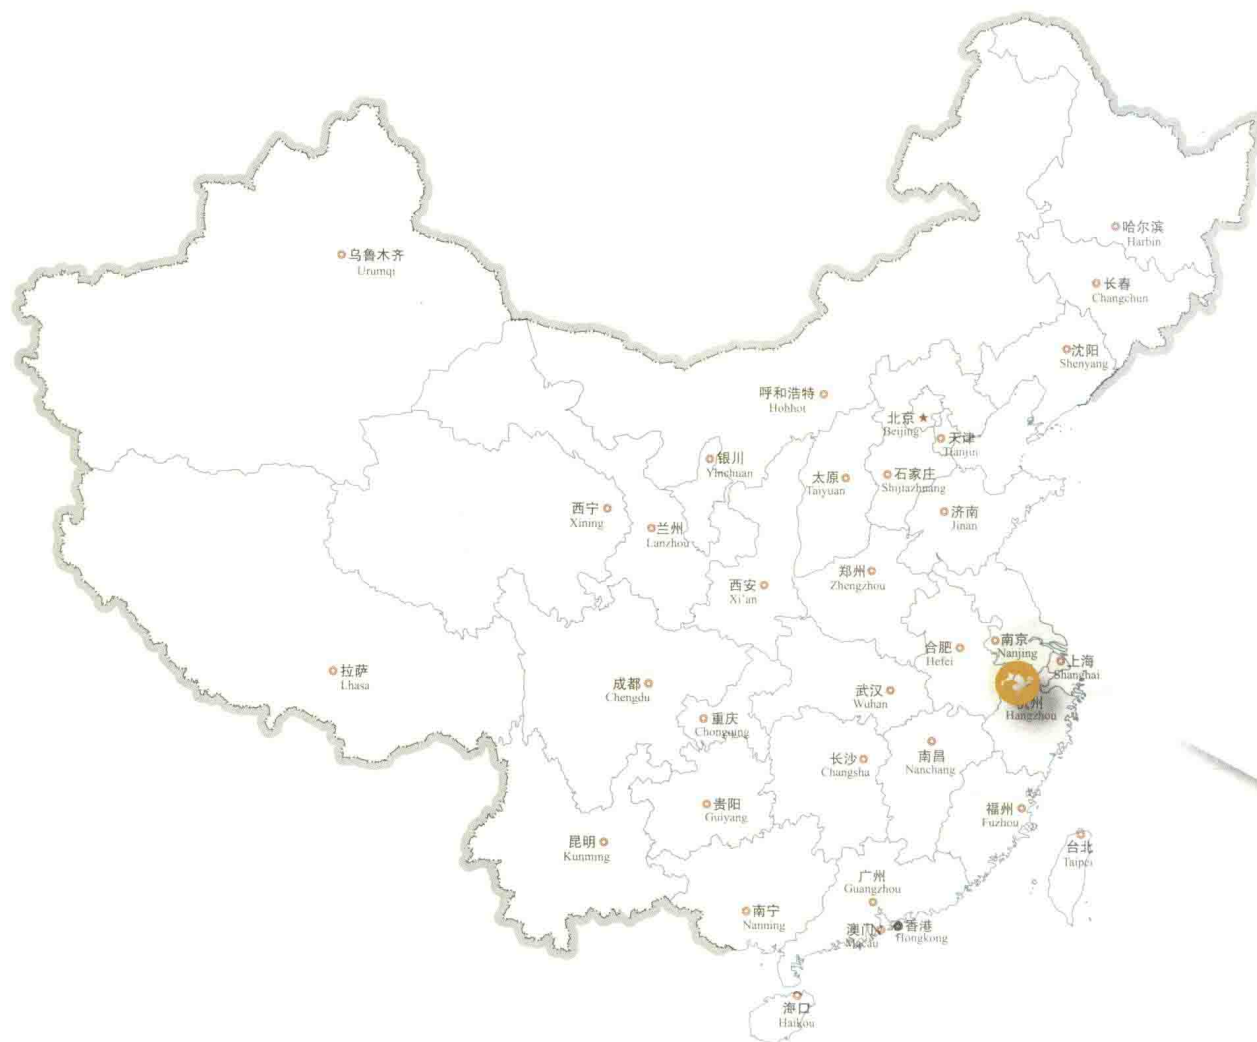 哈尔滨
Harbin
乌鲁木齐
Urumqi
长春
Changchun
沈阳
Shenyang
呼和浩特
Hohhot
北京
Beijing
天津
Tianjin
银川
Yinchuan
太原
Taiyuan
石家庄
Shijiazhuang
西宁
Xining
兰州
Lanzhou
济南
Jinan
郑州
Zhengzhou
西安
Xi'an
南京
Nanjing
合肥
Hefei
上海
Shanghai
拉萨
Lhasa
成都
Chengdu
武汉
Wuhan
杭州
Hangzhou
重庆
Chongqing
长沙
Changsha
南昌
Nanchang
贵阳
Guiyang
福州
Fuzhou
昆明
Kunming
台北
Taipei
广州
Guangzhou
南宁
Nanning
澳门
Macau
香港
Hongkong
海口
Haikou